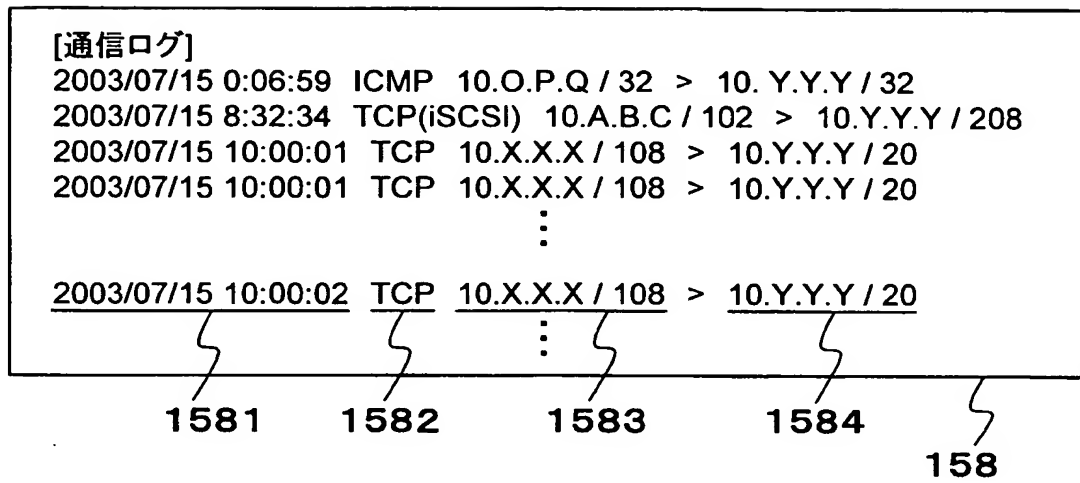 [通信ログ]
2003/07/15 0:06:59 ICMP 10.O.P.Q / 32 > 10. Y.Y.Y / 32
2003/07/15 8:32:34 TCP(iSCSI) 10.A.B.C / 102 > 10.Y.Y.Y / 208
2003/07/15 10:00:01 TCP 10.X.X.X / 108 > 10.Y.Y.Y / 20
2003/07/15 10:00:01 TCP 10.X.X.X / 108 > 10.Y.Y.Y / 20
⋮
2003/07/15 10:00:02 TCP 10.X.X.X / 108 > 10.Y.Y.Y / 20
⋮
1581 1582 1583 1584
158